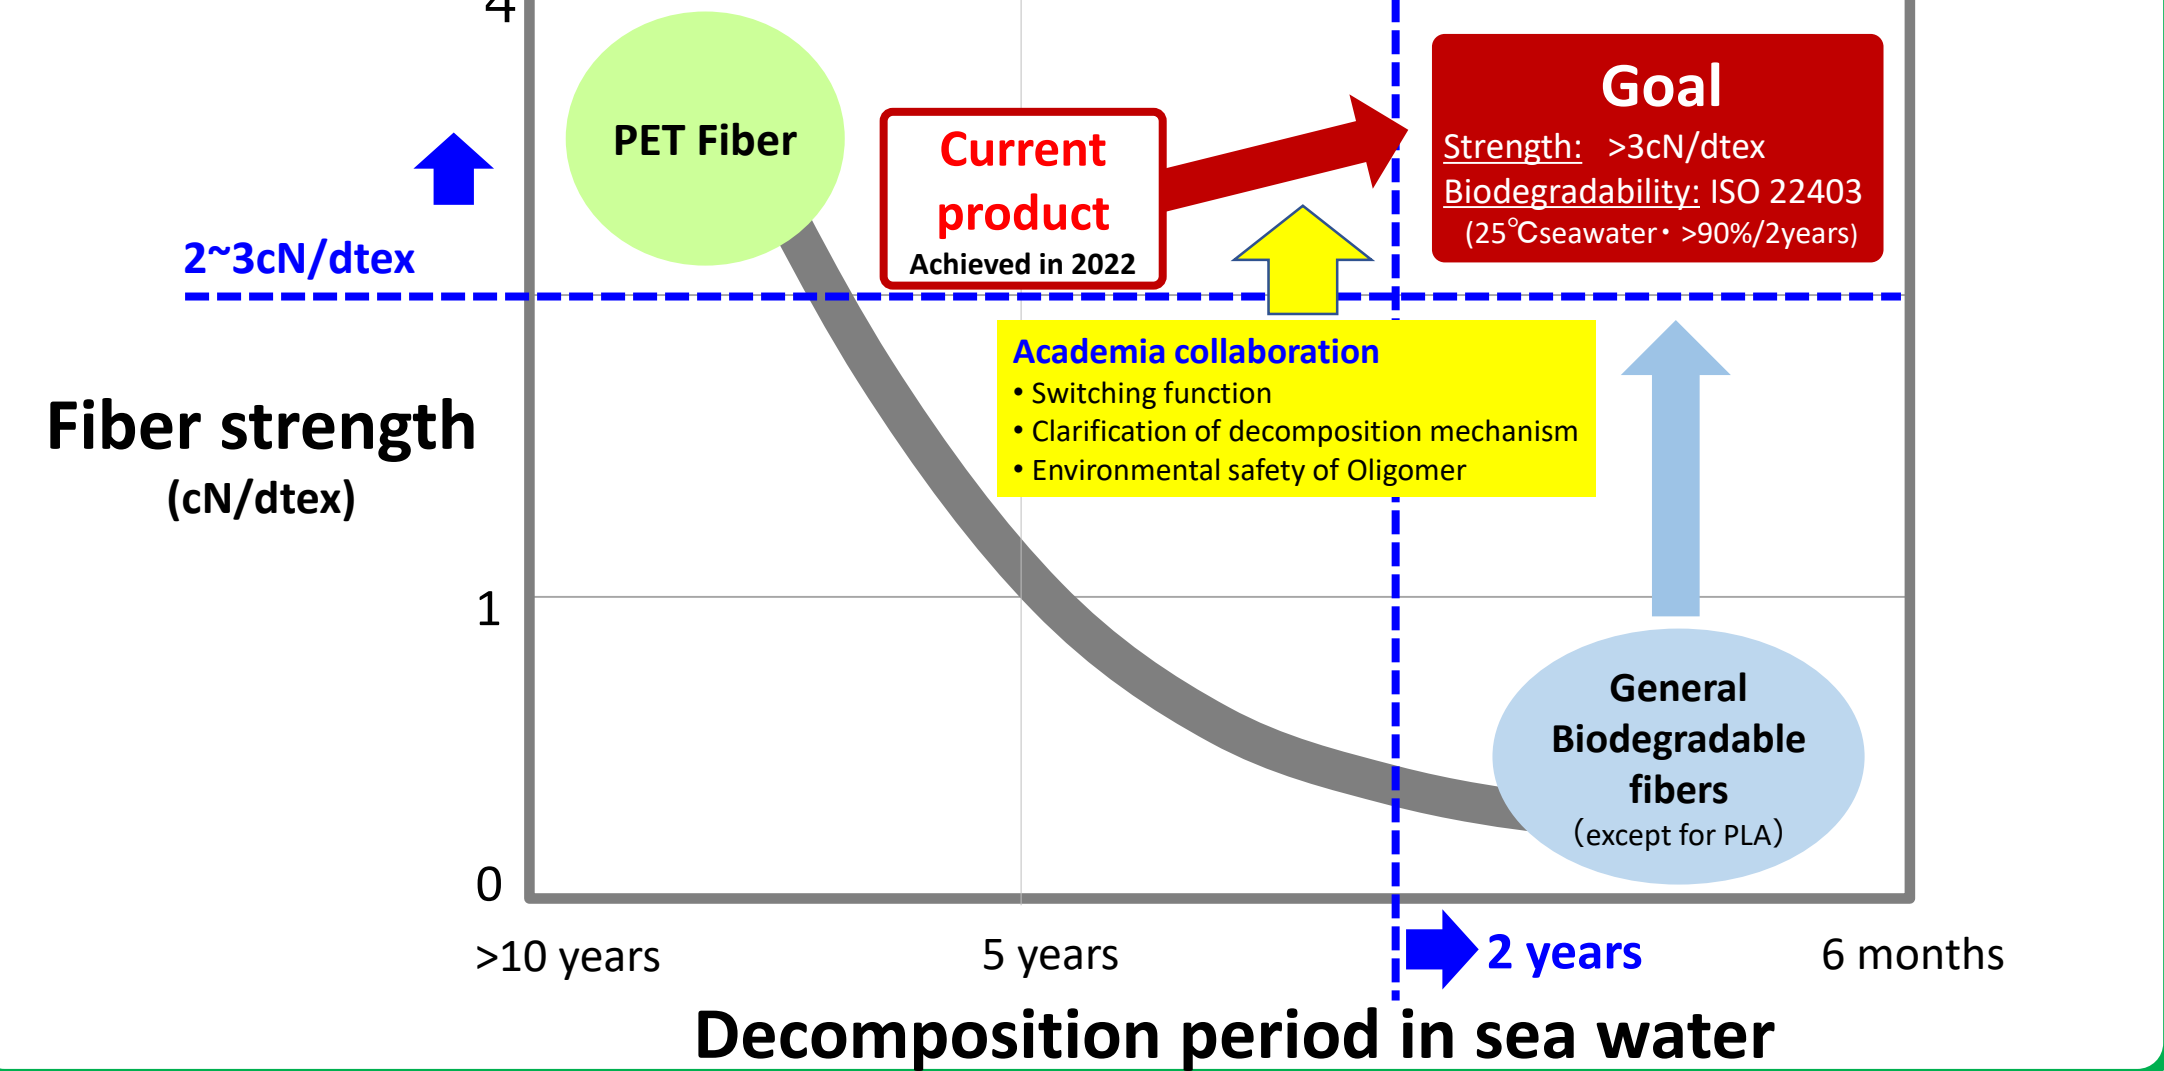 4
PET Fiber
Current
product
Achieved in 2022
Goal
Strength: >3cN/dtex
Biodegradability: ISO 22403
(25℃seawater・ >90%/2years)
2~3cN/dtex
Academia collaboration
• Switching function
• Clarification of decomposition mechanism
• Environmental safety of Oligomer
Fiber strength
(cN/dtex)
1
General
Biodegradable
fibers
（except for PLA）
0
>10 years
5 years
2 years
6 months
Decomposition period in sea water